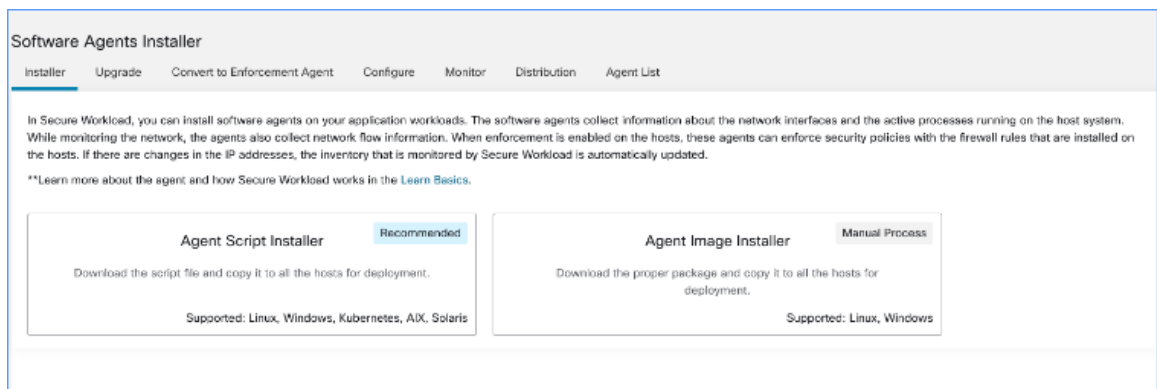 Software Agents Installer
Installer Upgrade Convert to Enforcement Agent Configure Monitor Distribution Agent List
In Secure Workload, you can install software agents on your application workloads. The software agents collect information about the network interfaces and the active processes running on the host system.
While monitoring the network, the agents also collect network flow information. When enforcement is enabled on the hosts, these agents can enforce security policies with the firewall rules that are installed on
the hosts. If there are changes in the IP addresses, the inventory that is monitored by Secure Workload is automatically updated.
**Learn more about the agent and how Secure Workload works in the Learn Basics.
Agent Script Installer
Recommended
Download the script file and copy it to all the hosts for deployment.
Supported: Linux, Windows, Kubernetes, AIX, Solaris
Agent Image Installer
Manual Process
Download the proper package and copy it to all the hosts for
deployment.
Supported: Linux, Windows